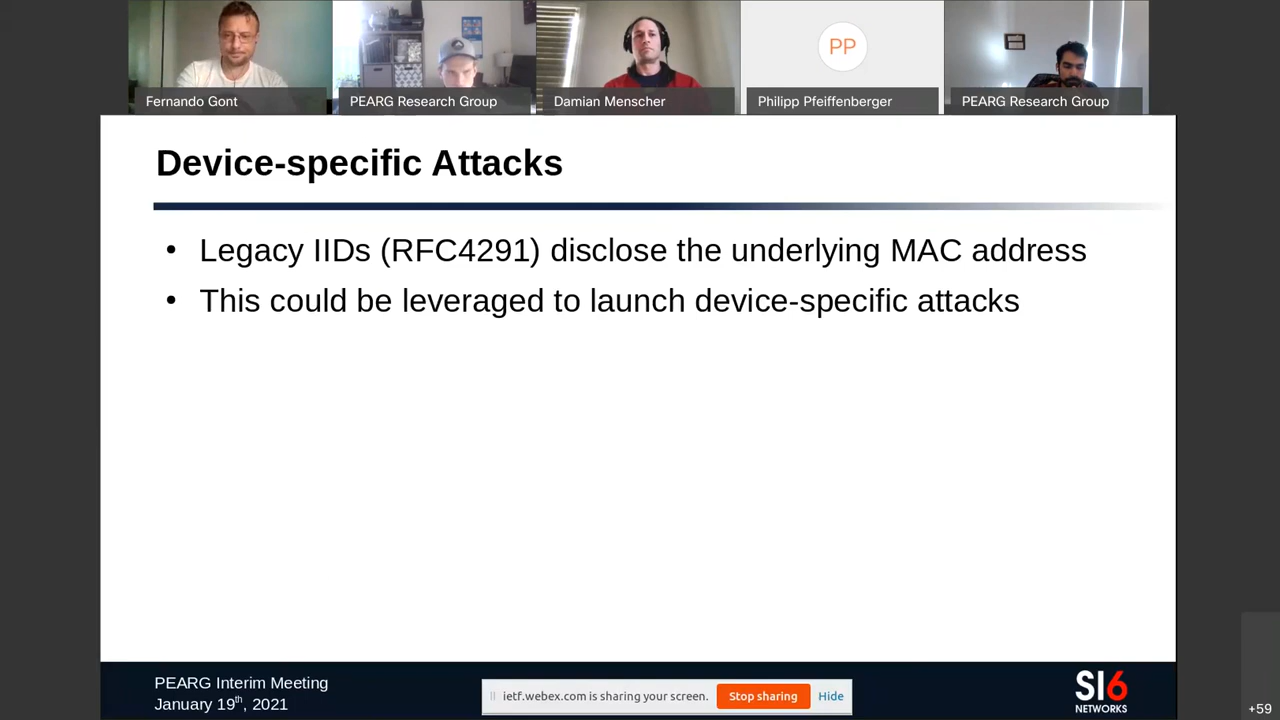 Fernando Gont
PEARG Research Group
Damian Menscher
PP
Philipp Pfeiffenberger
PEARG Research Group
Device-specific Attacks
• Legacy IIDs (RFC4291) disclose the underlying MAC address
• This could be leveraged to launch device-specific attacks
PEARG Interim Meeting
January 19th, 2021
ietf.webex.com is sharing your screen.
Stop sharing
Hide
SI6
NETWORKS
+59